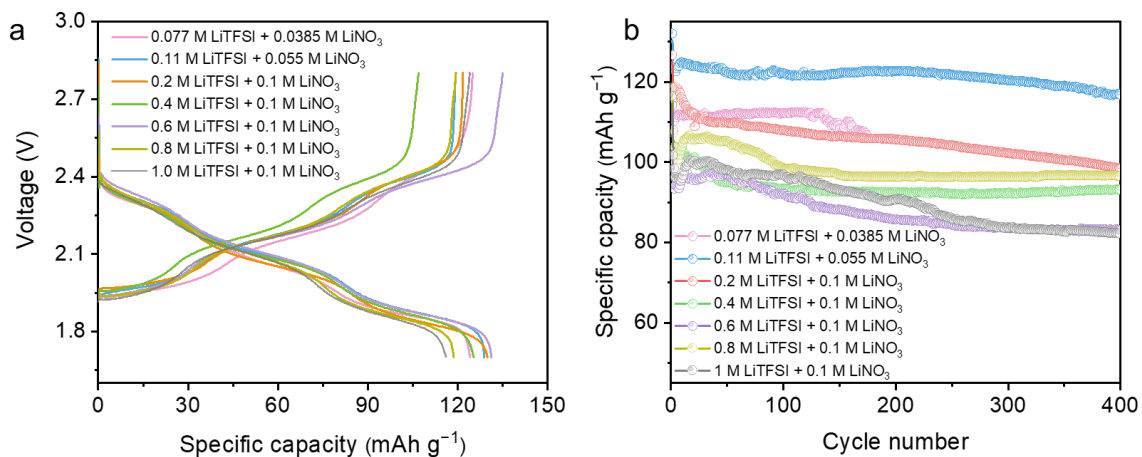 a
3.0
2.7
2.4
2.1
1.8
Voltage (V)
0.077 M LiTFSI + 0.0385 M LiNO₃
0.11 M LiTFSI + 0.055 M LiNO₃
0.2 M LiTFSI + 0.1 M LiNO₃
0.4 M LiTFSI + 0.1 M LiNO₃
0.6 M LiTFSI + 0.1 M LiNO₃
0.8 M LiTFSI + 0.1 M LiNO₃
1.0 M LiTFSI + 0.1 M LiNO₃
0 30 60 90 120 150
Specific capacity (mAh g⁻¹)
b
120
100
80
60
Specific capacity (mAh g⁻¹)
0.077 M LiTFSI + 0.0385 M LiNO₃
0.11 M LiTFSI + 0.055 M LiNO₃
0.2 M LiTFSI + 0.1 M LiNO₃
0.4 M LiTFSI + 0.1 M LiNO₃
0.6 M LiTFSI + 0.1 M LiNO₃
0.8 M LiTFSI + 0.1 M LiNO₃
1 M LiTFSI + 0.1 M LiNO₃
0 100 200 300 400
Cycle number